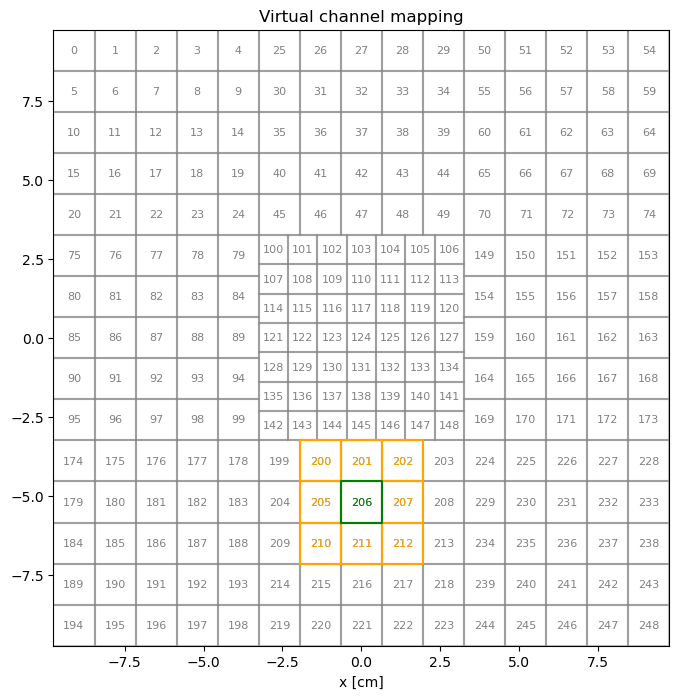 Virtual channel mapping
0 1 2 3 4 25 26 27 28 29 50 51 52 53 54
7.5 5 6 7 8 9 30 31 32 33 34 55 56 57 58 59
10 11 12 13 14 35 36 37 38 39 60 61 62 63 64
5.0 15 16 17 18 19 40 41 42 43 44 65 66 67 68 69
20 21 22 23 24 45 46 47 48 49 70 71 72 73 74
2.5 75 76 77 78 79 100 101 102 103 104 105 106 149 150 151 152 153
107 108 109 110 111 112 113
80 81 82 83 84 114 115 116 117 118 119 120 154 155 156 157 158
0.0 85 86 87 88 89 121 122 123 124 125 126 127 159 160 161 162 163
128 129 130 131 132 133 134
90 91 92 93 94 135 136 137 138 139 140 141 164 165 166 167 168
−2.5 95 96 97 98 99 142 143 144 145 146 147 148 169 170 171 172 173
174 175 176 177 178 199 200 201 202 203 224 225 226 227 228
−5.0 179 180 181 182 183 204 205 206 207 208 229 230 231 232 233
184 185 186 187 188 209 210 211 212 213 234 235 236 237 238
−7.5 189 190 191 192 193 214 215 216 217 218 239 240 241 242 243
194 195 196 197 198 219 220 221 222 223 244 245 246 247 248
−7.5 −5.0 −2.5 0.0 2.5 5.0 7.5
x [cm]